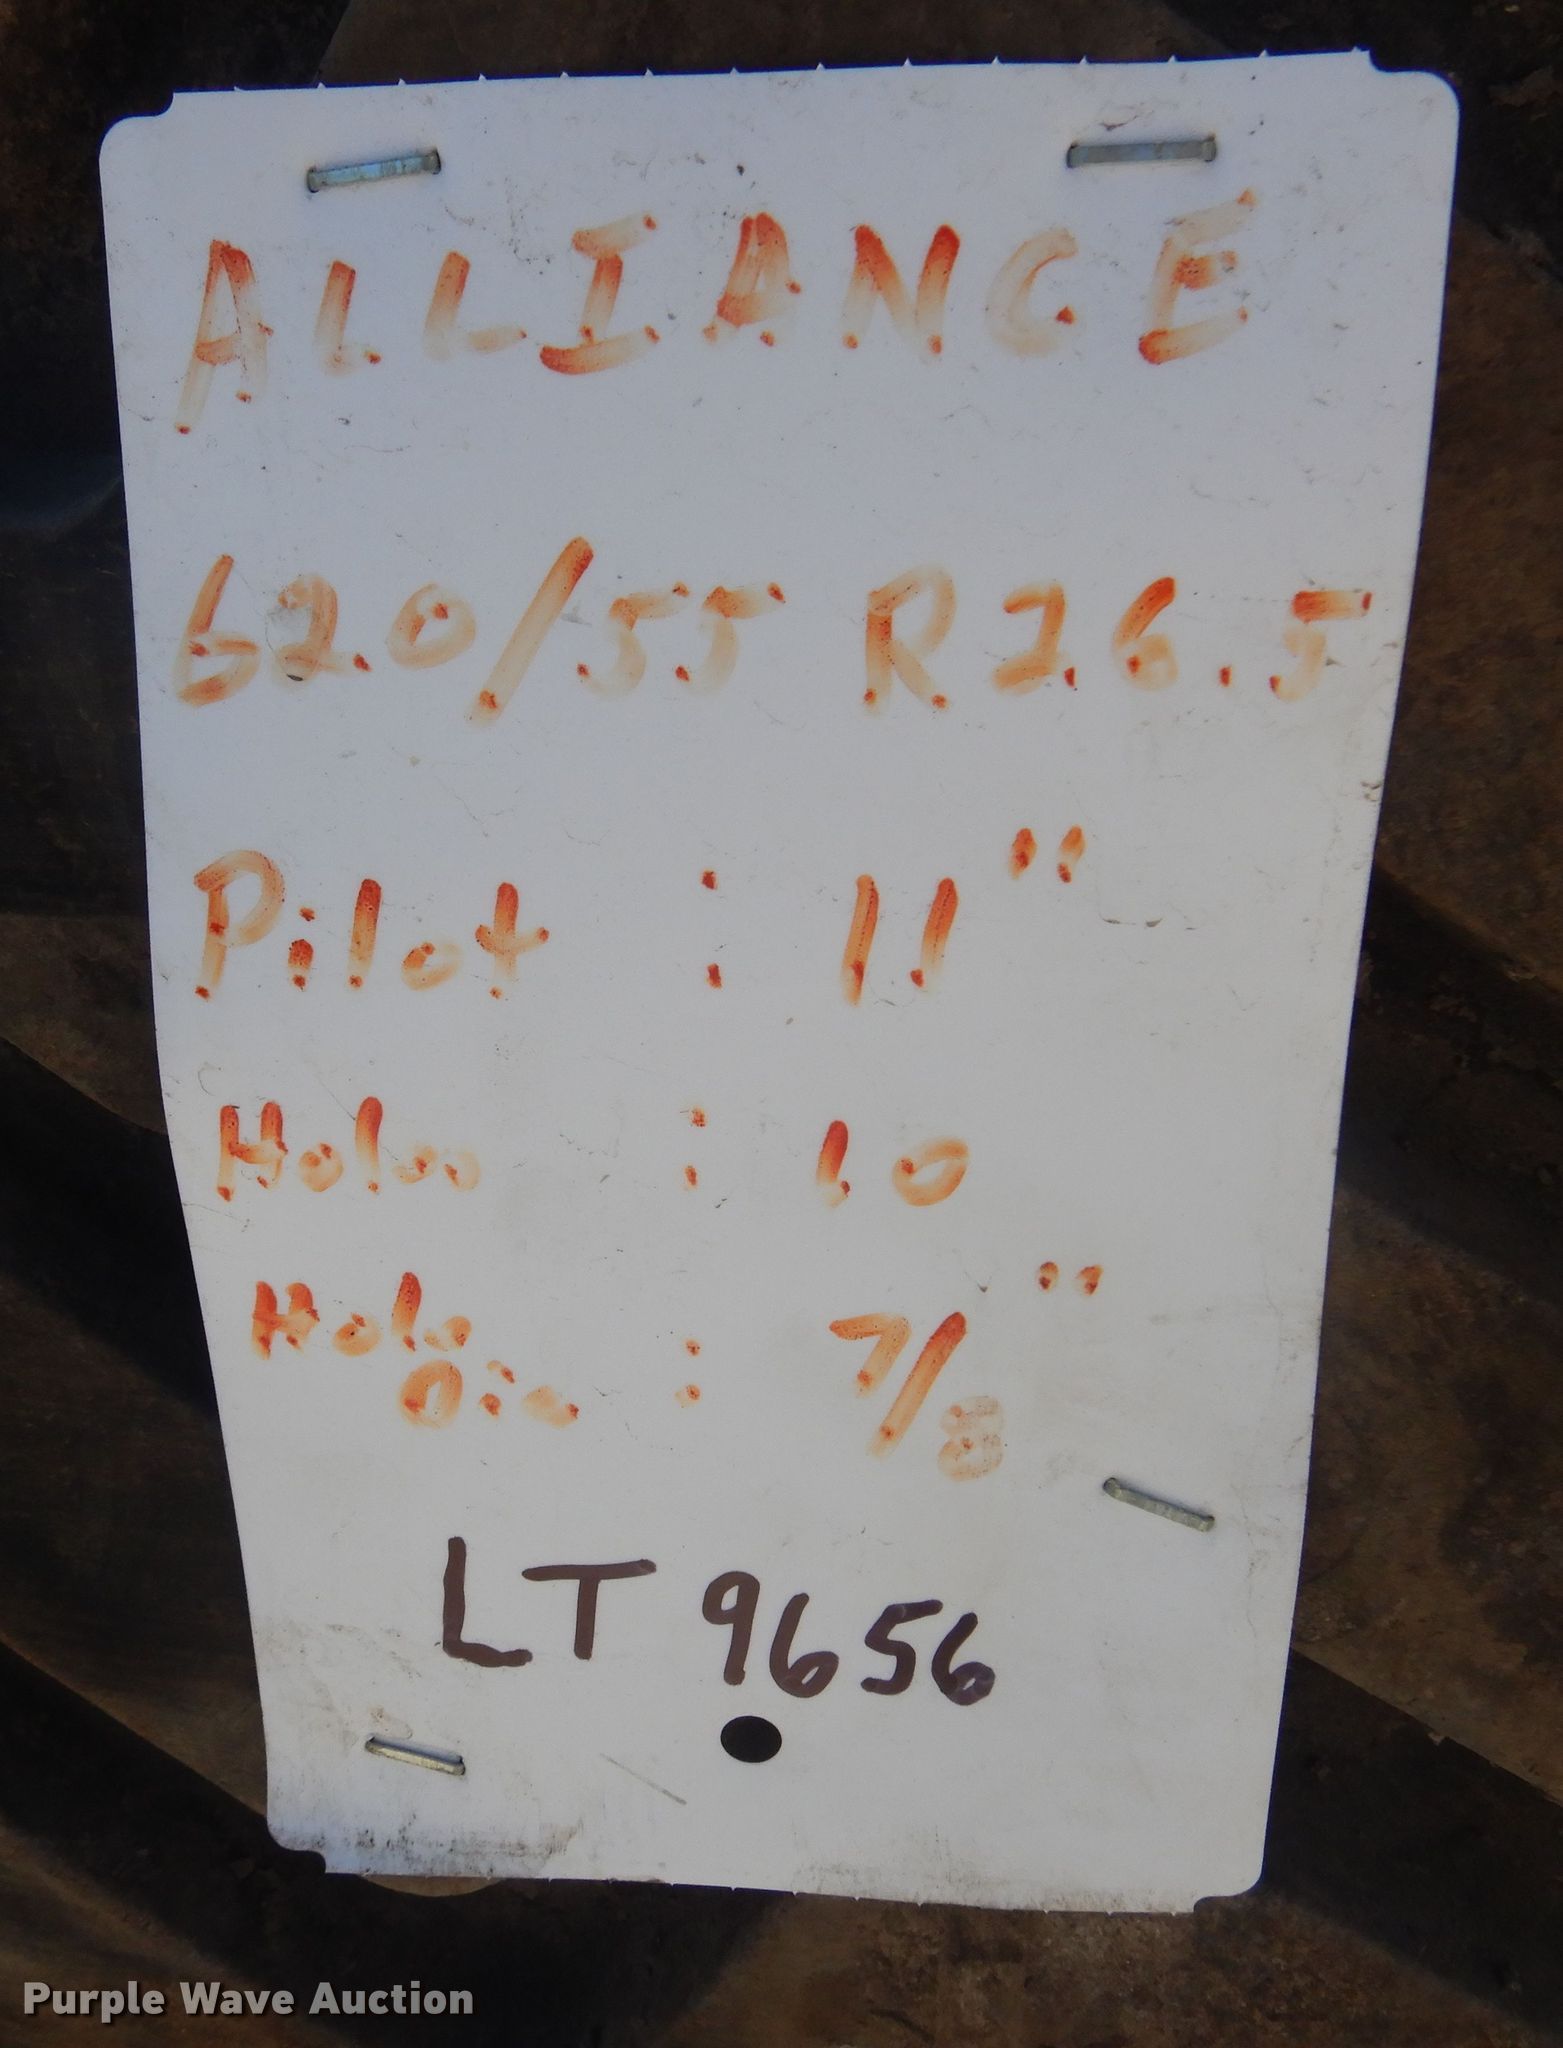 ALLIANCE
620/55 R26.5
Pilot : 11"
Holes : 10
Hole : 7/8"
Dia
LT 9656
Purple Wave Auction